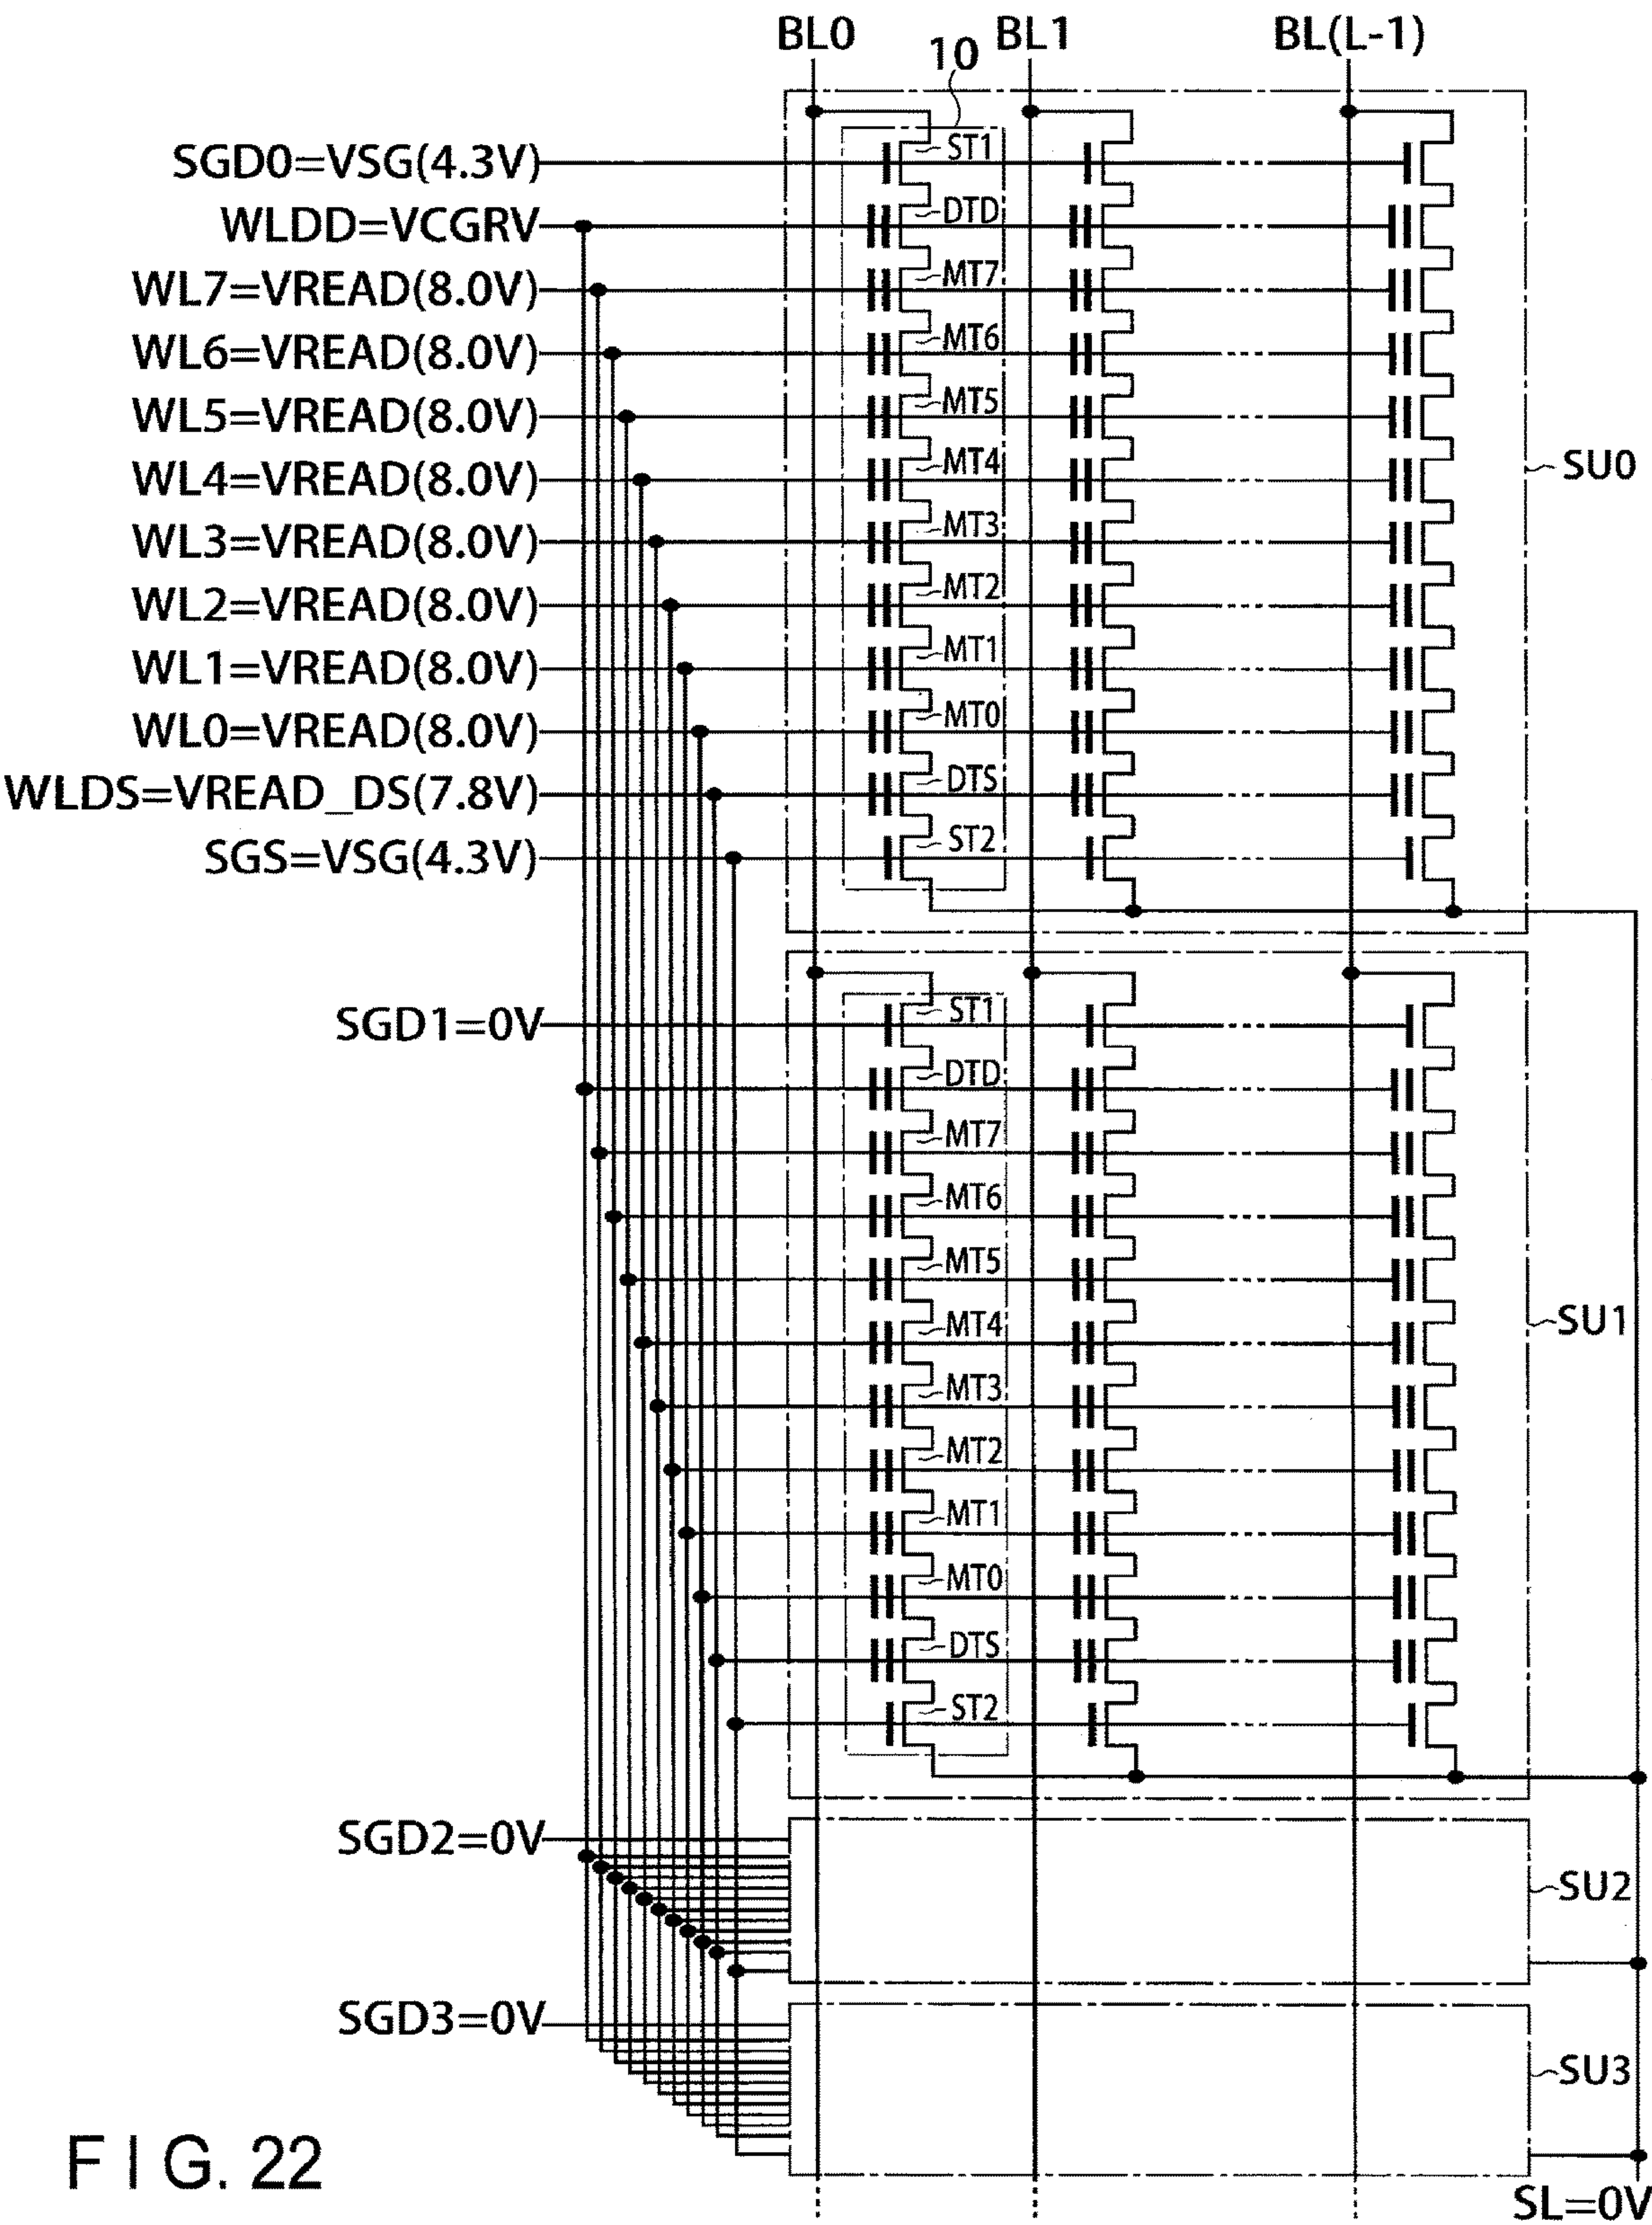 BL0 BL1 BL(L-1)
10
SGD0=VSG(4.3V) ST1
WLDD=VCGRV DTD
WL7=VREAD(8.0V) MT7
WL6=VREAD(8.0V) MT6
WL5=VREAD(8.0V) MT5
WL4=VREAD(8.0V) MT4 SU0
WL3=VREAD(8.0V) MT3
WL2=VREAD(8.0V) MT2
WL1=VREAD(8.0V) MT1
WL0=VREAD(8.0V) MT0
WLDS=VREAD_DS(7.8V) DTS
SGS=VSG(4.3V) ST2
SGD1=0V ST1
DTD
MT7
MT6
MT5
MT4 SU1
MT3
MT2
MT1
MT0
DTS
ST2
SGD2=0V
SU2
SGD3=0V
SU3
FIG. 22
SL=0V